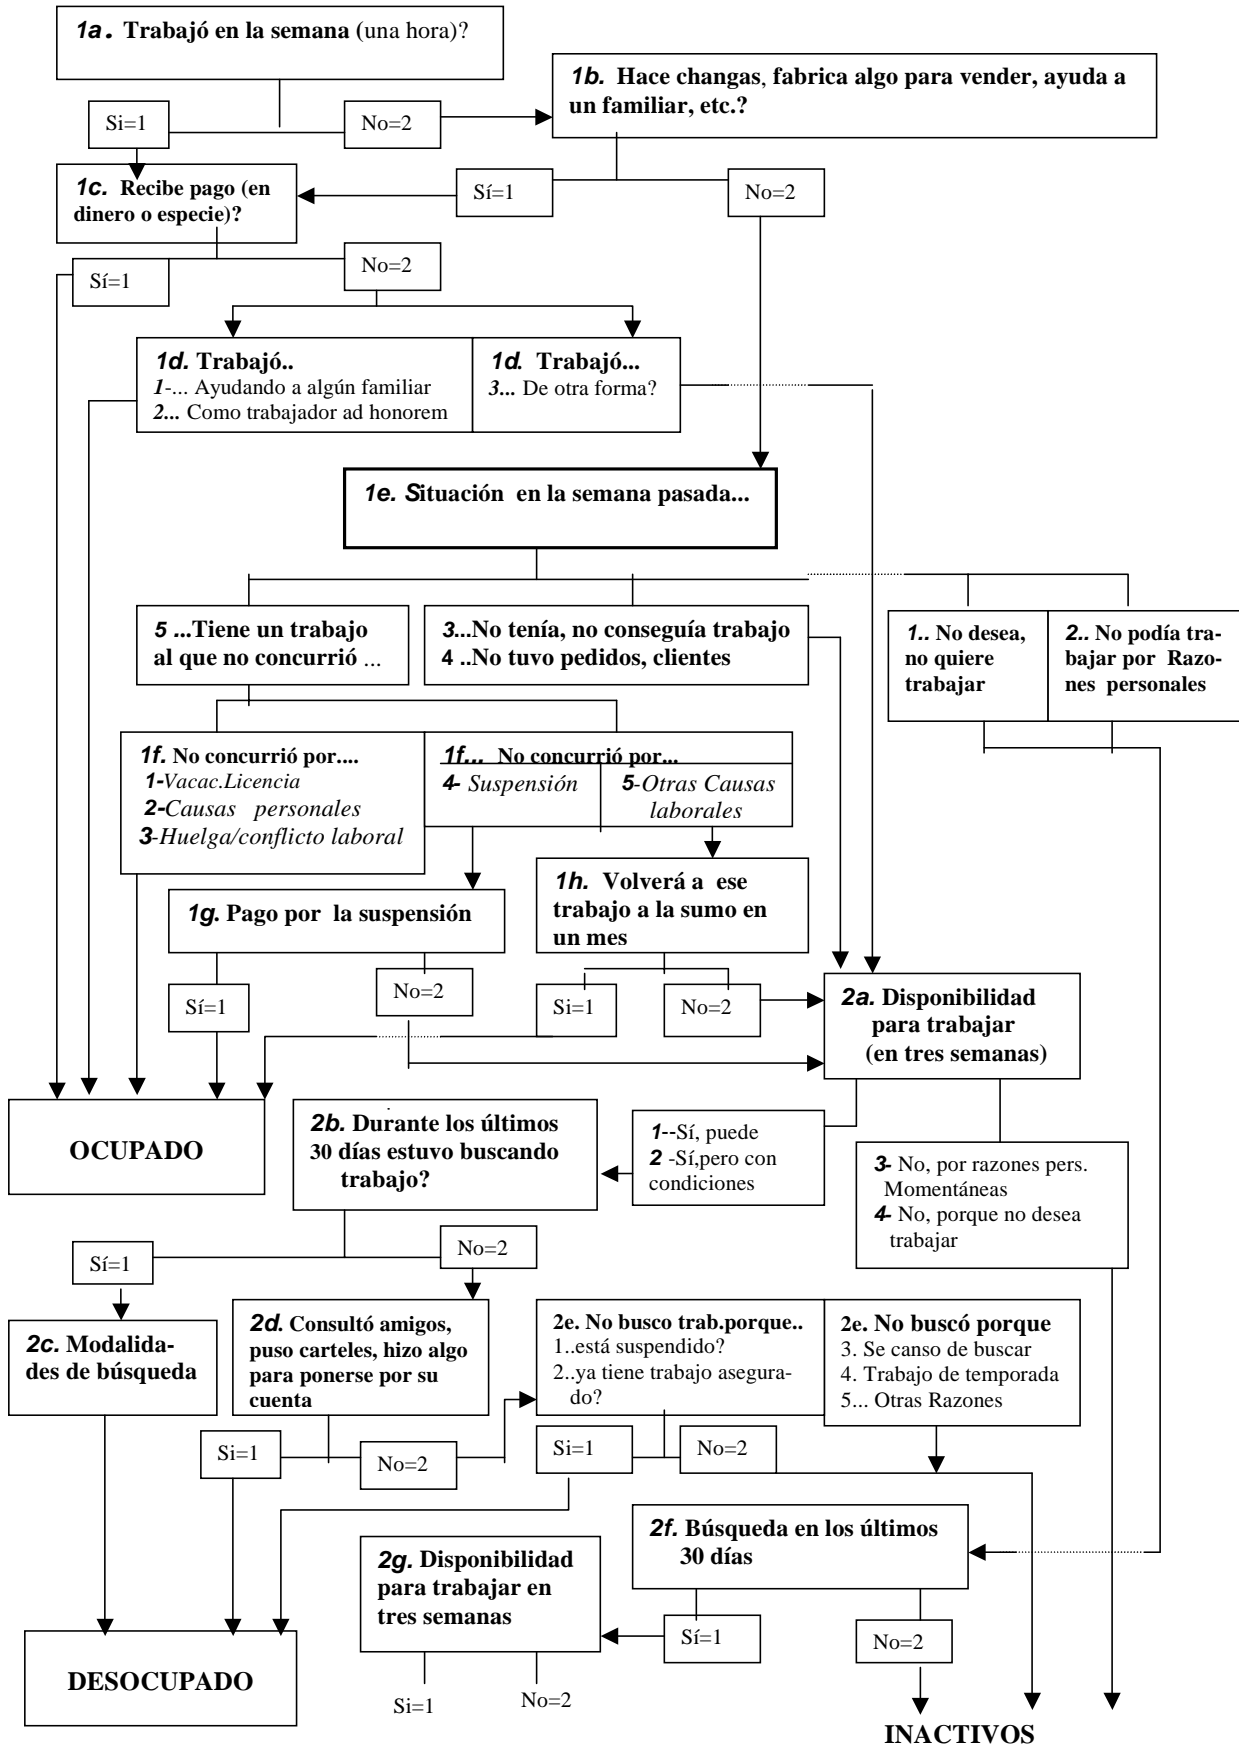 1a. Trabajó en la semana (una hora)?
1b. Hace changas, fabrica algo para vender, ayuda a
un familiar, etc.?
Si=1
No=2
1c. Recibe pago (en
dinero o especie)?
Sí=1
No=2
Sí=1
No=2
1d. Trabajó..
1-... Ayudando a algún familiar
2... Como trabajador ad honorem
1d. Trabajó...
3... De otra forma?
1e. Situación en la semana pasada...
5 ...Tiene un trabajo
al que no concurrió ...
3...No tenía, no conseguía trabajo
4 ..No tuvo pedidos, clientes
1.. No desea,
no quiere
trabajar
2.. No podía tra-
bajar por Razo-
nes personales
1f. No concurrió por....
1-Vacac.Licencia
2-Causas personales
3-Huelga/conflicto laboral
1f... No concurrió por...
4- Suspensión
5-Otras Causas
laborales
1g. Pago por la suspensión
1h. Volverá a ese
trabajo a la sumo en
un mes
Sí=1
No=2
Si=1
No=2
2a. Disponibilidad
para trabajar
(en tres semanas)
OCUPADO
2b. Durante los últimos
30 días estuvo buscando
trabajo?
1--Sí, puede
2 -Sí,pero con
condiciones
3- No, por razones pers.
Momentáneas
4- No, porque no desea
trabajar
Sí=1
No=2
2c. Modalida-
des de búsqueda
2d. Consultó amigos,
puso carteles, hizo algo
para ponerse por su
cuenta
2e. No busco trab.porque..
1..está suspendido?
2..ya tiene trabajo asegura-
do?
2e. No buscó porque
3. Se canso de buscar
4. Trabajo de temporada
5... Otras Razones
Si=1
No=2
Si=1
No=2
2f. Búsqueda en los últimos
30 días
2g. Disponibilidad
para trabajar en
tres semanas
Sí=1
No=2
DESOCUPADO
Si=1
No=2
INACTIVOS